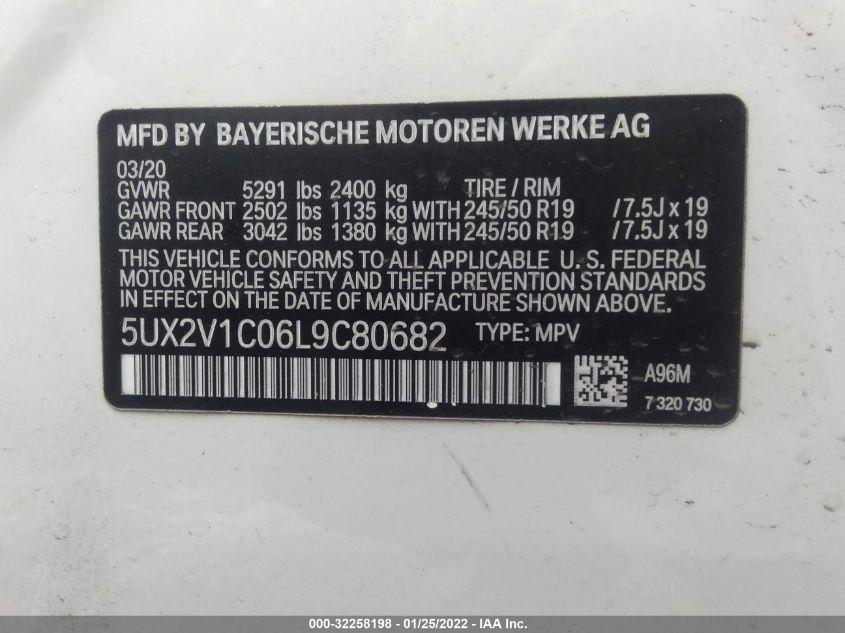 MFD BY BAYERISCHE MOTOREN WERKE AG
03/20
GVWR 5291 lbs 2400 kg TIRE / RIM
GAWR FRONT 2502 lbs 1135 kg WITH 245/50 R19 /7.5J x 19
GAWR REAR 3042 lbs 1380 kg WITH 245/50 R19 /7.5J x 19
THIS VEHICLE CONFORMS TO ALL APPLICABLE U. S. FEDERAL
MOTOR VEHICLE SAFETY AND THEFT PREVENTION STANDARDS
IN EFFECT ON THE DATE OF MANUFACTURE SHOWN ABOVE.
5UX2V1C06L9C80682 TYPE: MPV
A96M
7 320 730
000-32258198 - 01/25/2022 - IAA Inc.